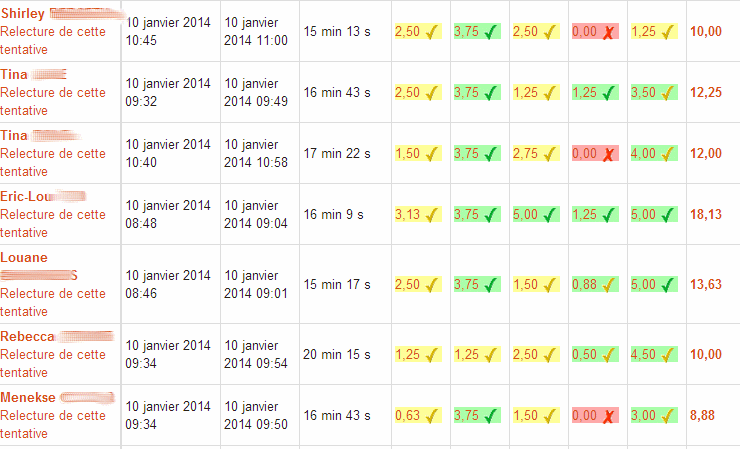 Shirley
Relecture de cette
tentative
10 janvier 2014
10:45
10 janvier
2014 11:00
15 min 13 s
2,50
3,75
2,50
0,00
1,25
10,00
Tina
Relecture de cette
tentative
10 janvier 2014
09:32
10 janvier
2014 09:49
16 min 43 s
2,50
3,75
1,25
1,25
3,50
12,25
Tina
Relecture de cette
tentative
10 janvier 2014
10:40
10 janvier
2014 10:58
17 min 22 s
1,50
3,75
2,75
0,00
4,00
12,00
Eric-Lou
Relecture de cette
tentative
10 janvier 2014
08:48
10 janvier
2014 09:04
16 min 9 s
3,13
3,75
5,00
1,25
5,00
18,13
Louane
S
Relecture de cette
tentative
10 janvier 2014
08:46
10 janvier
2014 09:01
15 min 17 s
2,50
3,75
1,50
0,88
5,00
13,63
Rebecca
Relecture de cette
tentative
10 janvier 2014
09:34
10 janvier
2014 09:54
20 min 15 s
1,25
1,25
2,50
0,50
4,50
10,00
Menekse
Relecture de cette
tentative
10 janvier 2014
09:34
10 janvier
2014 09:50
16 min 43 s
0,63
3,75
1,50
0,00
3,00
8,88